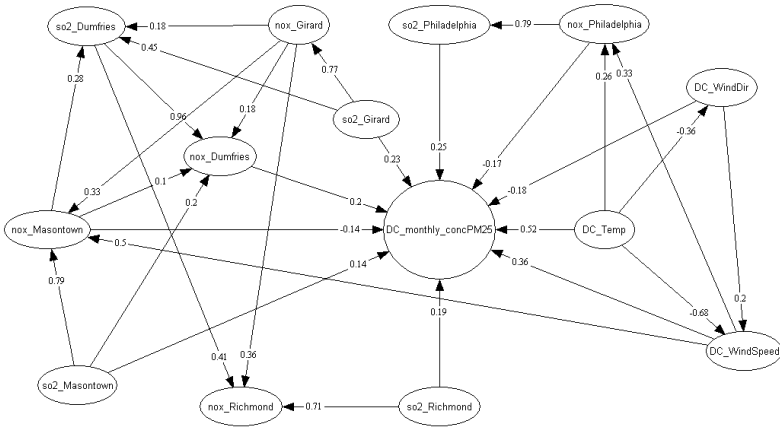 so2_Dumfries
0.18
nox_Girard
so2_Philadelphia
0.79
nox_Philadelphia
0.45
0.28
0.77
0.26
0.33
DC_WindDir
0.96
0.18
so2_Girard
-0.36
nox_Dumfries
0.25
0.23
-0.17
0.33
0.1
0.2
0.2
-0.18
nox_Masontown
0.5
-0.14
DC_monthly_concPM25
0.52
DC_Temp
0.14
0.36
0.79
-0.68
0.2
0.19
DC_WindSpeed
0.41
0.36
so2_Masontown
nox_Richmond
0.71
so2_Richmond